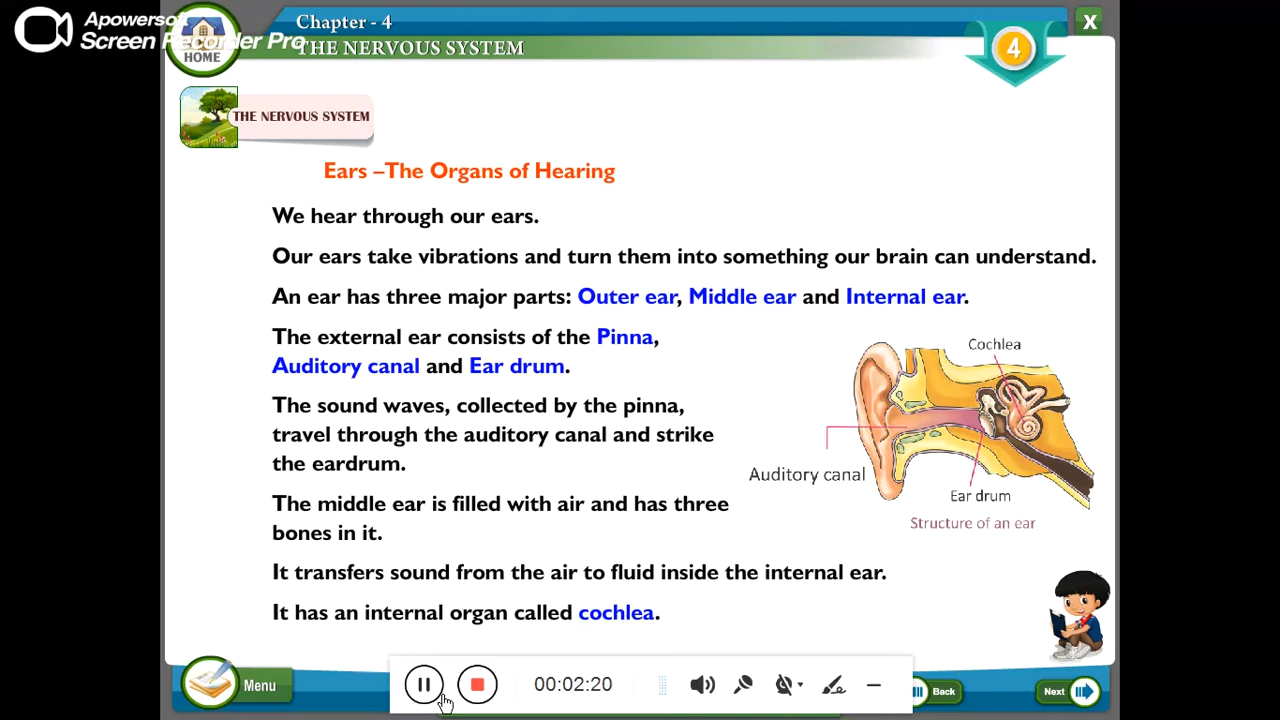 Apowersoft
Screen Recorder Pro
HOME
Chapter - 4
THE NERVOUS SYSTEM
4
X
THE NERVOUS SYSTEM
Ears –The Organs of Hearing
We hear through our ears.
Our ears take vibrations and turn them into something our brain can understand.
An ear has three major parts: Outer ear, Middle ear and Internal ear.
The external ear consists of the Pinna,
Auditory canal and Ear drum.
The sound waves, collected by the pinna,
travel through the auditory canal and strike
the eardrum.
The middle ear is filled with air and has three
bones in it.
It transfers sound from the air to fluid inside the internal ear.
It has an internal organ called cochlea.
Cochlea
Auditory canal
Ear drum
Structure of an ear
Menu
00:02:20
Back
Next